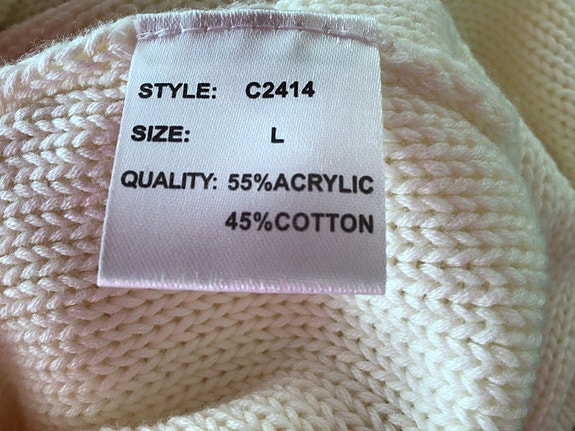 STYLE: C2414
SIZE: L
QUALITY: 55%ACRYLIC
45%COTTON